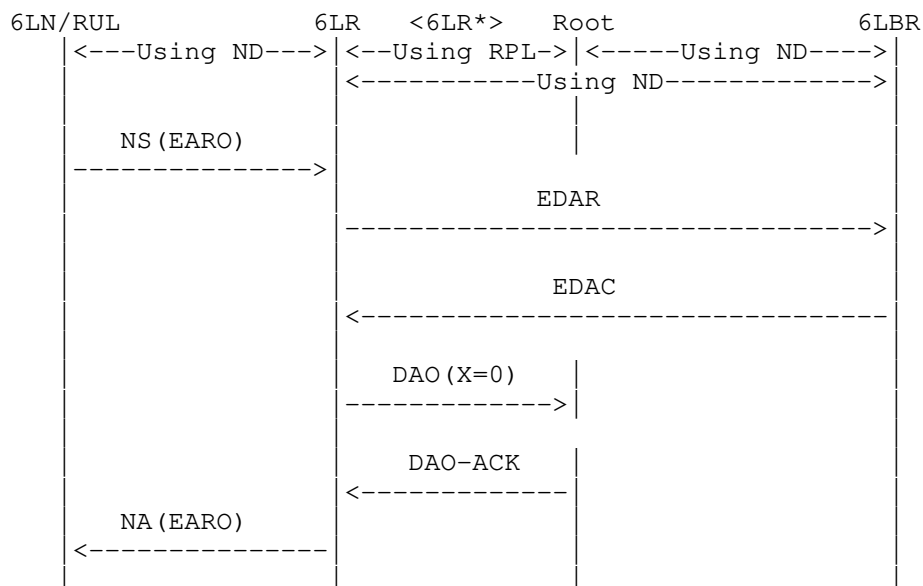 6LN/RUL 6LR <6LR*> Root 6LBR
<---Using ND---> <--Using RPL-> <-----Using ND---->
<-----------Using ND------------->
NS(EARO)
EDAR
EDAC
DAO(X=0)
DAO-ACK
NA(EARO)